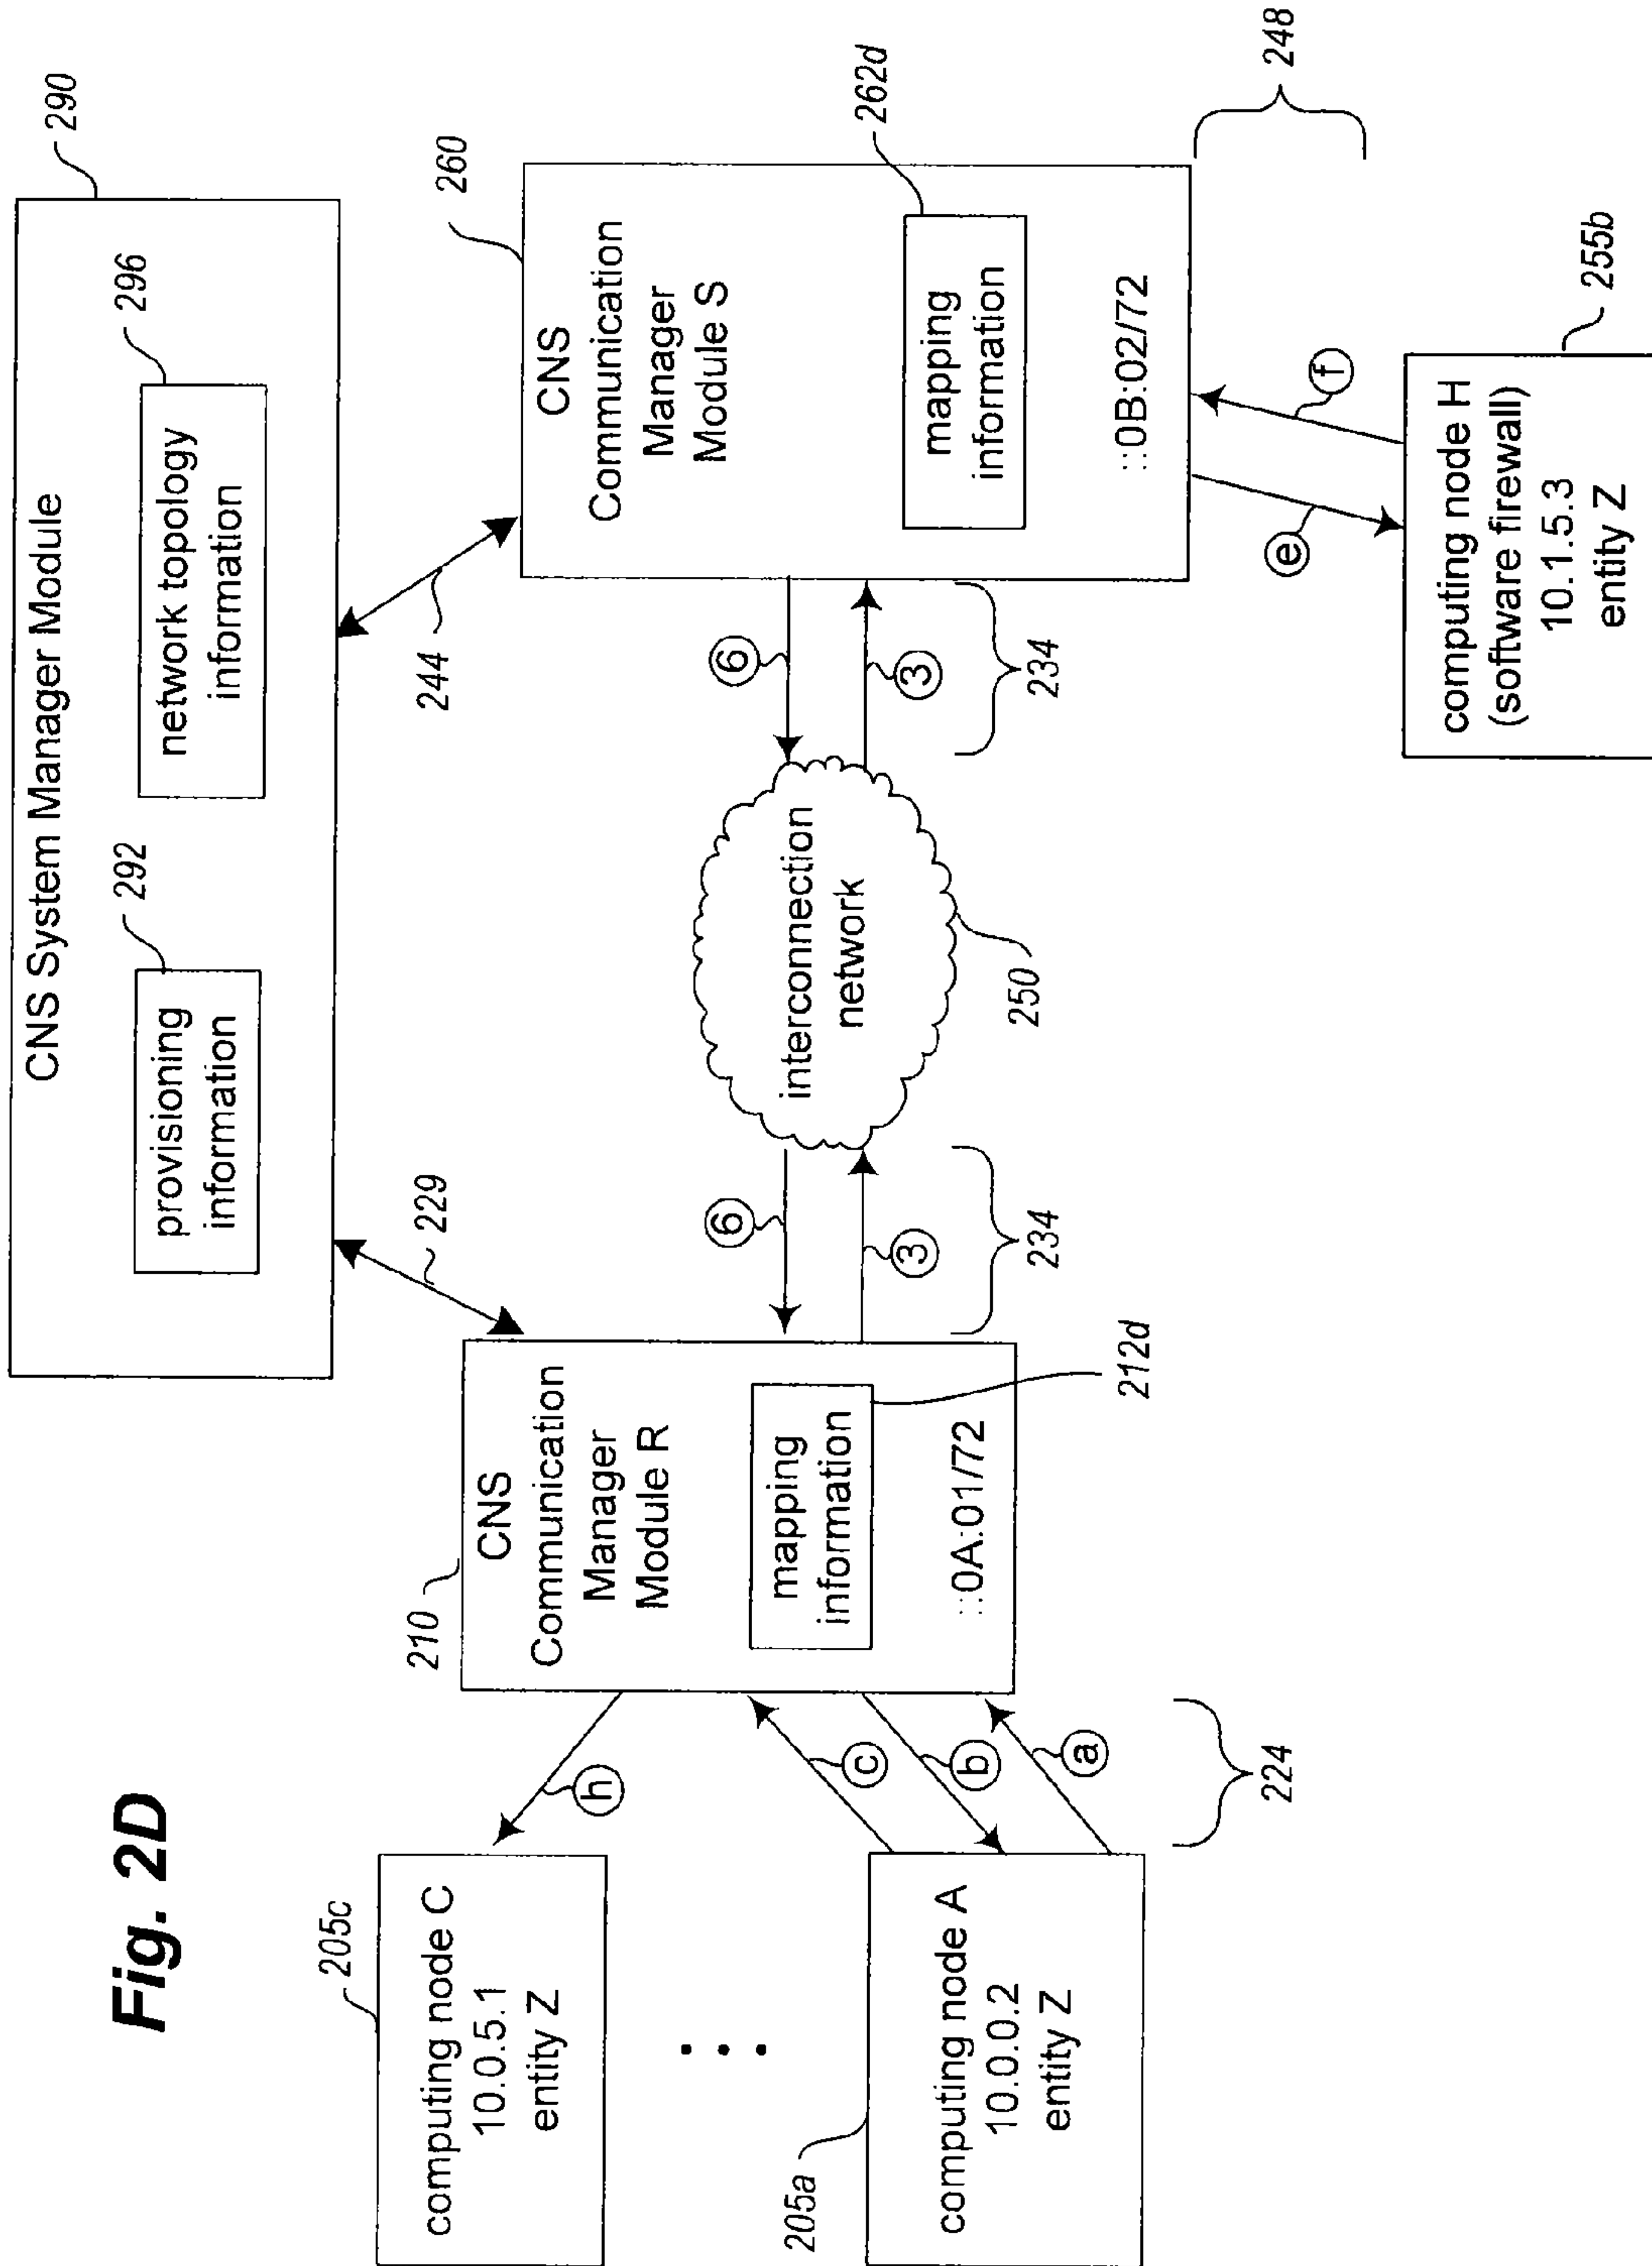 Fig. 2D
CNS System Manager Module
290
provisioning
information
292
network topology
information
296
229
244
210
CNS
Communication
Manager
Module R
mapping
information
212d
::0A:01/72
260
CNS
Communication
Manager
Module S
mapping
information
262d
::0B:02/72
6
3
234
interconnection
network
250
6
3
234
205c
computing node C
10.0.5.1
entity Z
h
205a
computing node A
10.0.0.2
entity Z
c
b
a
224
e
f
248
computing node H
(software firewall)
10.1.5.3
entity Z
255b